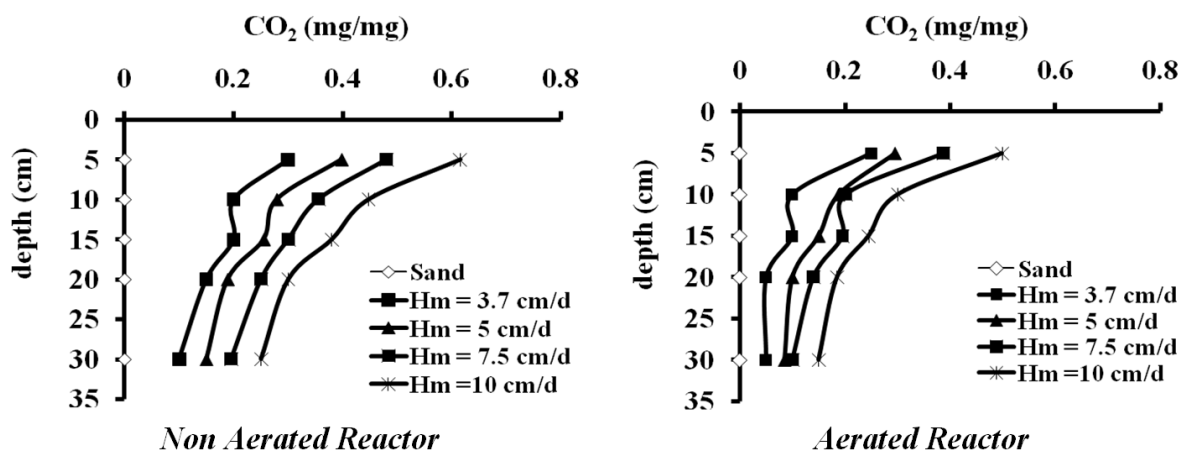 CO₂ (mg/mg)
0 0.2 0.4 0.6 0.8
0
5
10
15
20
25
30
35
depth (cm)
Sand
Hm = 3.7 cm/d
Hm = 5 cm/d
Hm = 7.5 cm/d
Hm =10 cm/d
Non Aerated Reactor
CO₂ (mg/mg)
0 0.2 0.4 0.6 0.8
0
5
10
15
20
25
30
35
depth (cm)
Sand
Hm = 3.7 cm/d
Hm = 5 cm/d
Hm = 7.5 cm/d
Hm =10 cm/d
Aerated Reactor